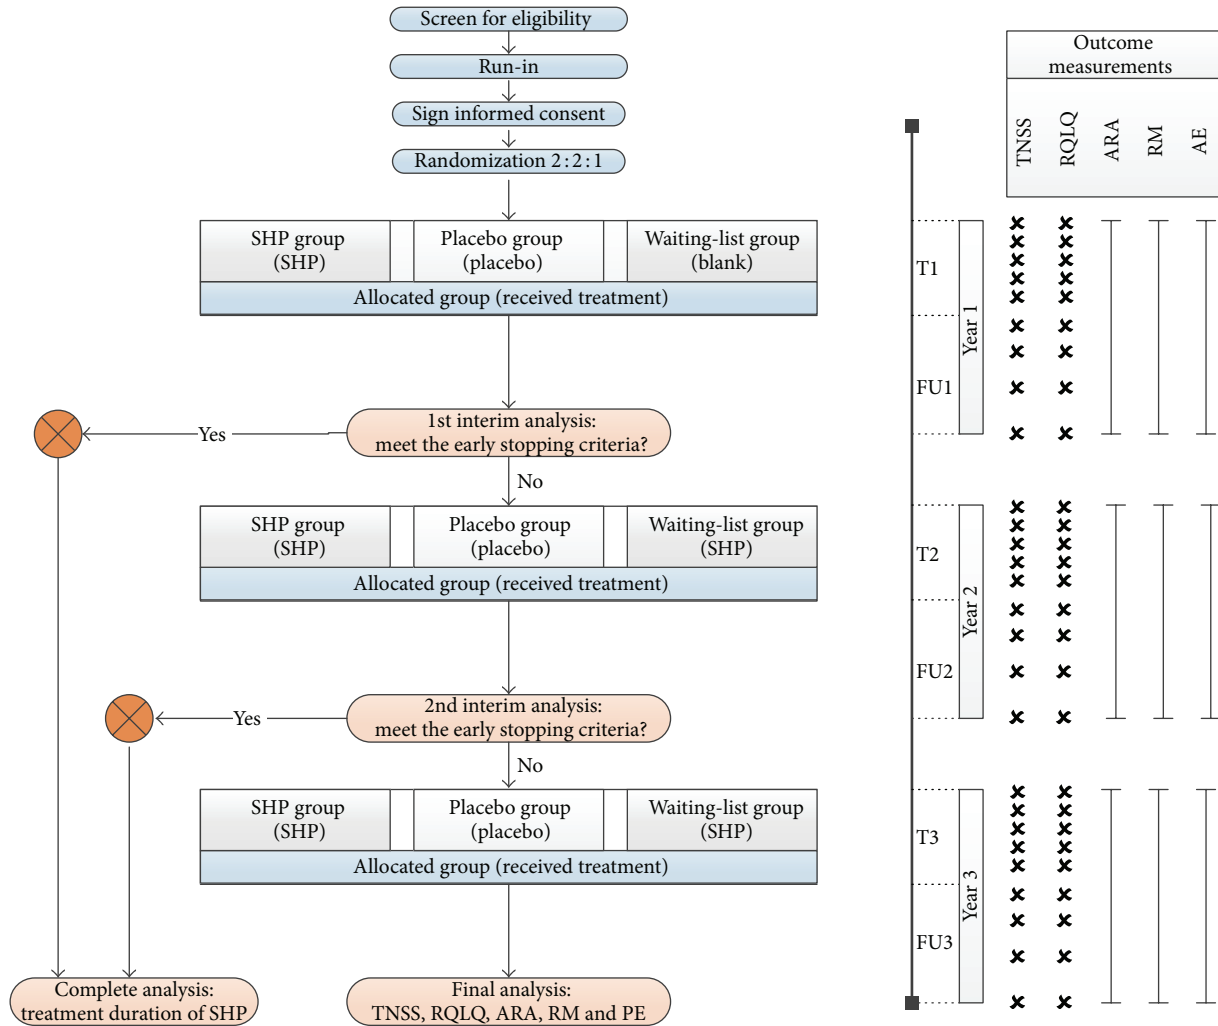 Screen for eligibility
Run-in
Sign informed consent
Randomization 2 : 2 : 1
SHP group
(SHP)
Placebo group
(placebo)
Waiting-list group
(blank)
Allocated group (received treatment)
1st interim analysis:
meet the early stopping criteria?
Yes
No
SHP group
(SHP)
Placebo group
(placebo)
Waiting-list group
(SHP)
Allocated group (received treatment)
2nd interim analysis:
meet the early stopping criteria?
Yes
No
SHP group
(SHP)
Placebo group
(placebo)
Waiting-list group
(SHP)
Allocated group (received treatment)
Complete analysis:
treatment duration of SHP
Final analysis:
TNSS, RQLQ, ARA, RM and PE
Outcome
measurements
TNSS
RQLQ
ARA
RM
AE
T1
FU1
Year 1
T2
FU2
Year 2
T3
FU3
Year 3